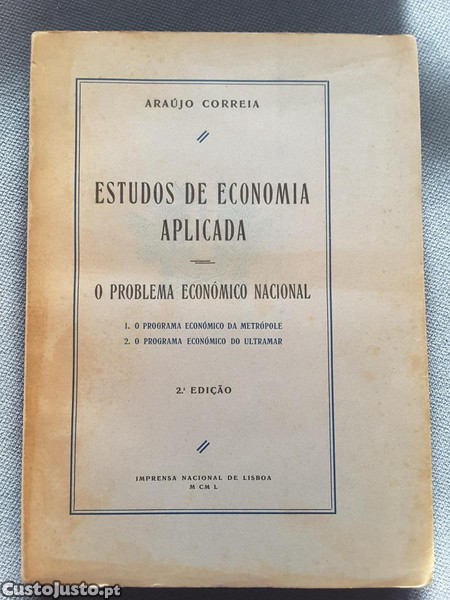 ARAÚJO CORREIA
ESTUDOS DE ECONOMIA
APLICADA
O PROBLEMA ECONÓMICO NACIONAL
1. O PROGRAMA ECONÓMICO DA METRÓPOLE
2. O PROGRAMA ECONÓMICO DO ULTRAMAR
2.ª EDIÇÃO
IMPRENSA NACIONAL DE LISBOA
M CM L
CustoJusto.pt